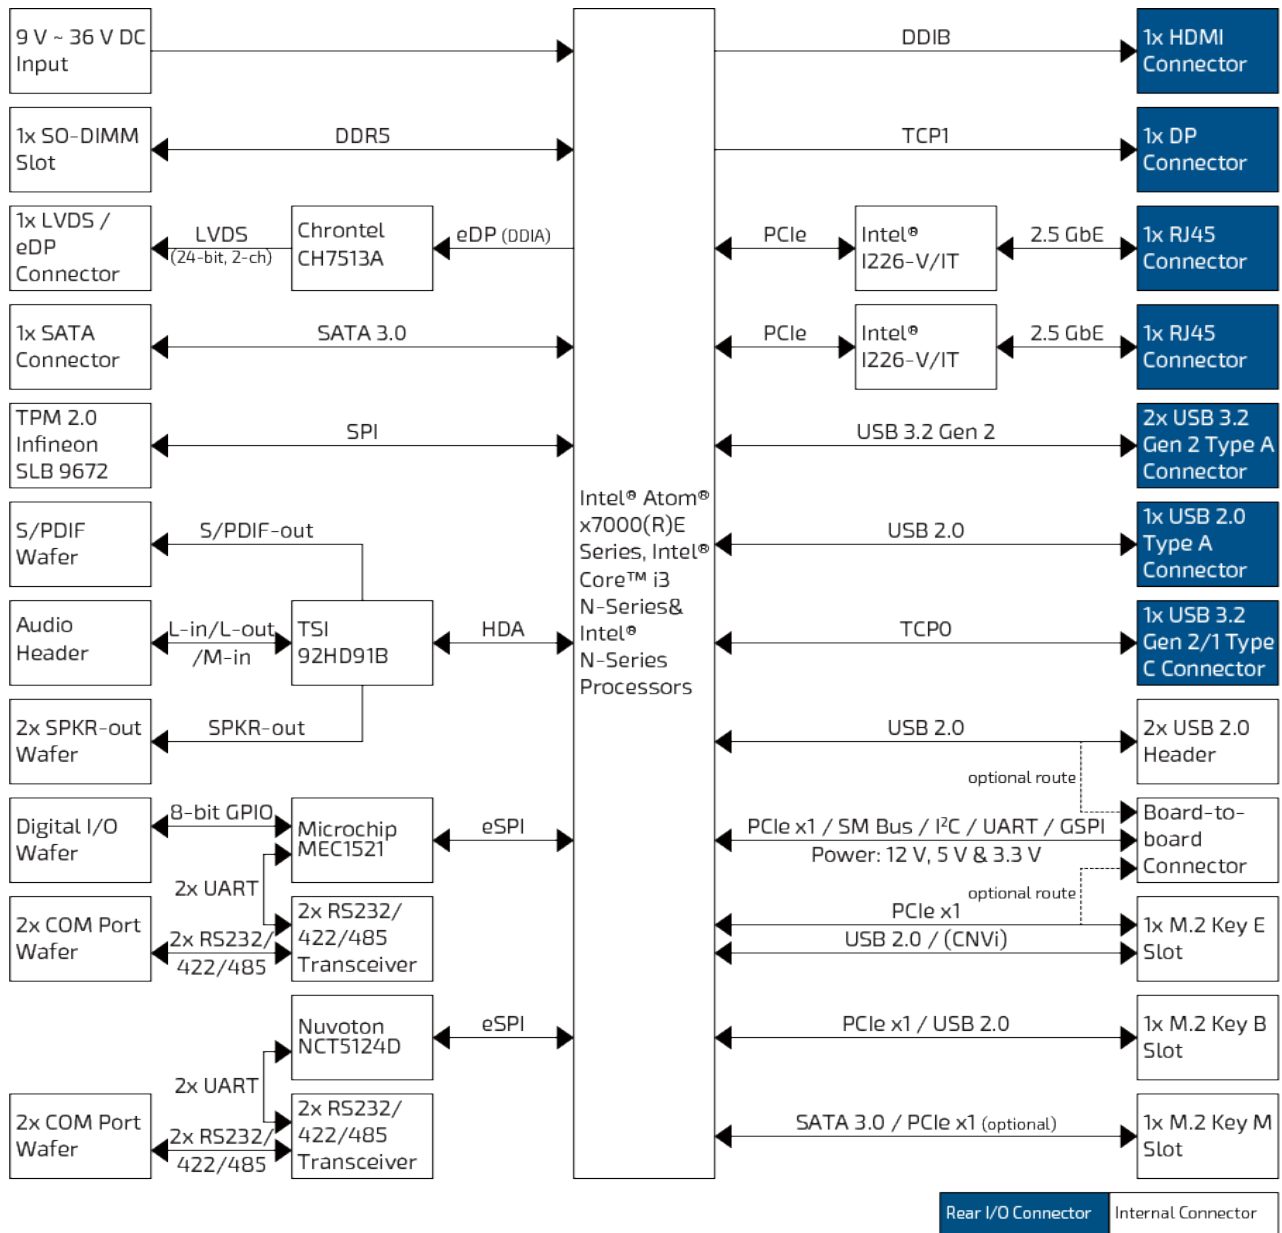 9 V ~ 36 V DC
Input
DDIB
1x HDMI
Connector
1x SO-DIMM
Slot
DDR5
TCP1
1x DP
Connector
1x LVDS /
eDP
Connector
LVDS
(24-bit, 2-ch)
Chrontel
CH7513A
eDP (DDIA)
PCIe
Intel®
I226-V/IT
2.5 GbE
1x RJ45
Connector
1x SATA
Connector
SATA 3.0
PCIe
Intel®
I226-V/IT
2.5 GbE
1x RJ45
Connector
TPM 2.0
Infineon
SLB 9672
SPI
USB 3.2 Gen 2
2x USB 3.2
Gen 2 Type A
Connector
Intel® Atom®
x7000(R)E
Series, Intel®
Core™ i3
N-Series&
Intel®
N-Series
Processors
S/PDIF
Wafer
S/PDIF-out
USB 2.0
1x USB 2.0
Type A
Connector
Audio
Header
L-in/L-out
/M-in
TSI
92HD91B
HDA
TCP0
1x USB 3.2
Gen 2/1 Type
C Connector
2x SPKR-out
Wafer
SPKR-out
USB 2.0
optional route
2x USB 2.0
Header
Digital I/O
Wafer
8-bit GPIO
Microchip
MEC1521
eSPI
PCIe x1 / SM Bus / I²C / UART / GSPI
Power: 12 V, 5 V & 3.3 V
Board-to-
board
Connector
2x UART
optional route
2x COM Port
Wafer
2x RS232/
422/485
2x RS232/
422/485
Transceiver
PCIe x1
USB 2.0 / (CNVi)
1x M.2 Key E
Slot
Nuvoton
NCT5124D
eSPI
PCIe x1 / USB 2.0
1x M.2 Key B
Slot
2x UART
2x COM Port
Wafer
2x RS232/
422/485
2x RS232/
422/485
Transceiver
SATA 3.0 / PCIe x1 (optional)
1x M.2 Key M
Slot
Rear I/O Connector
Internal Connector